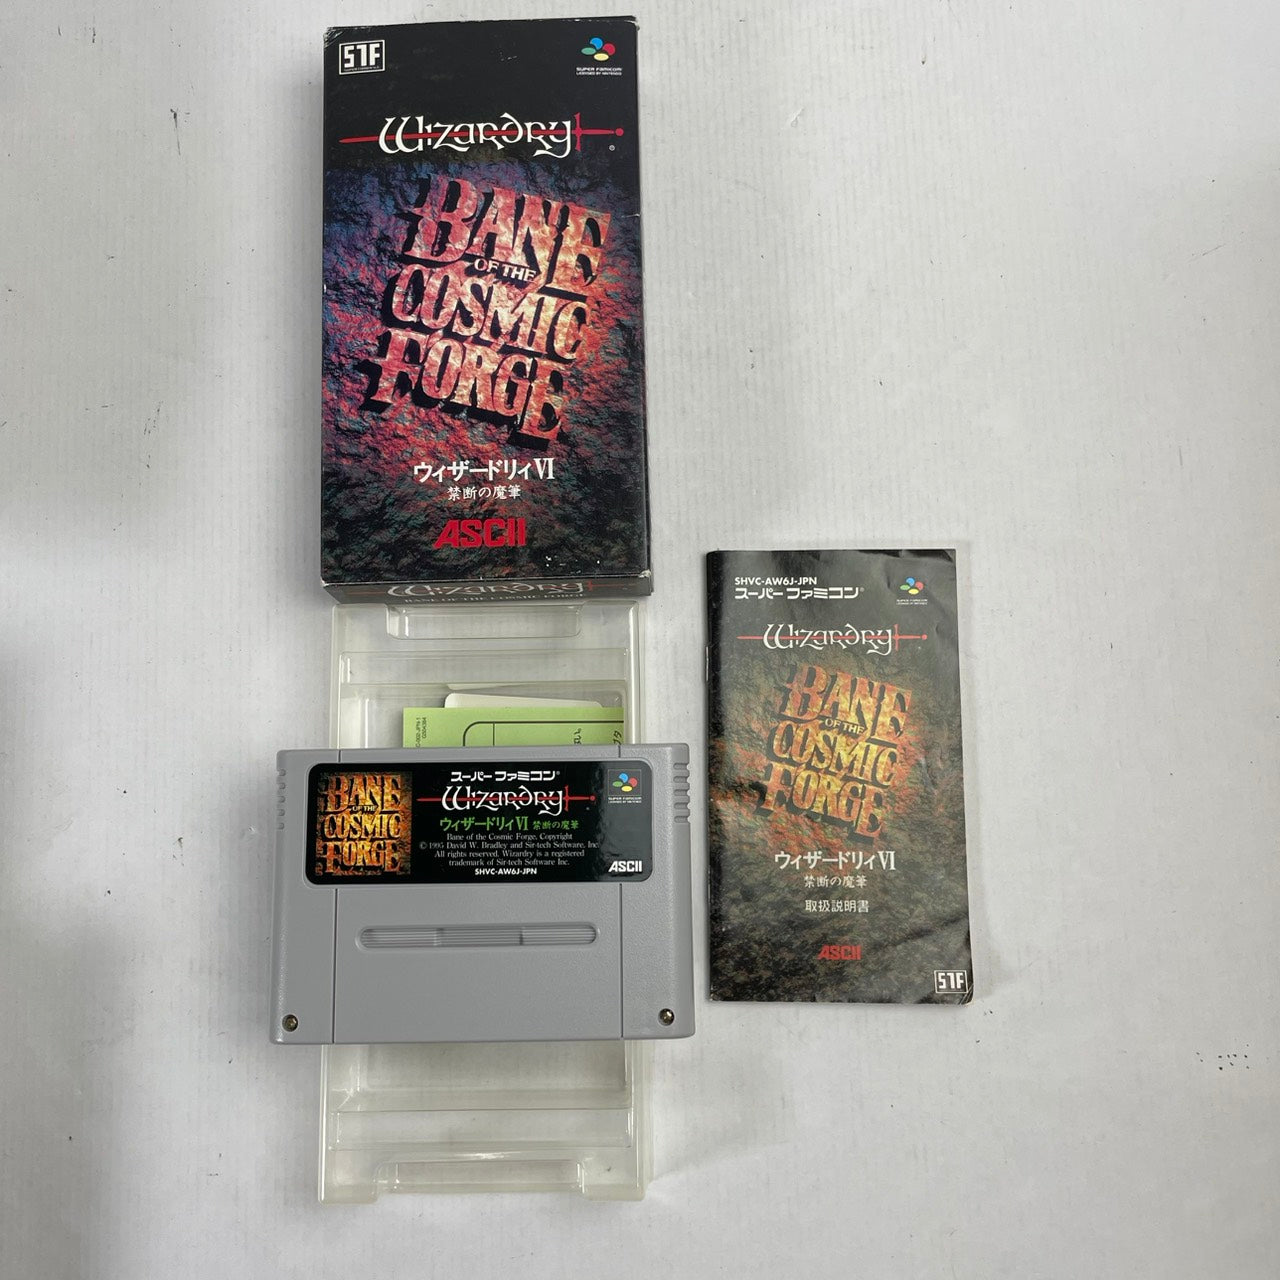 S1F
SUPER FAMICOM
LICENSED BY NINTENDO
Wizardry
BANE
OF THE
COSMIC
FORGE
ウィザードリィVI
禁断の魔筆
ASCII
Wizardry
BANE OF THE COSMIC FORGE
SHVC-AW6J-JPN
スーパーファミコン
Wizardry
BANE
OF THE
COSMIC
FORGE
ウィザードリィVI
禁断の魔筆
取扱説明書
ASCII
S1F
BANE
OF THE
COSMIC
FORGE
スーパーファミコン
SUPER FAMICOM
Wizardry
ウィザードリィVI 禁断の魔筆
Bane of the Cosmic Forge, Copyright
© 1995 David W. Bradley and Sir-tech Software, Inc.
All rights reserved. Wizardry is a registered
trademark of Sir-tech Software Inc.
SHVC-AW6J-JPN
ASCII